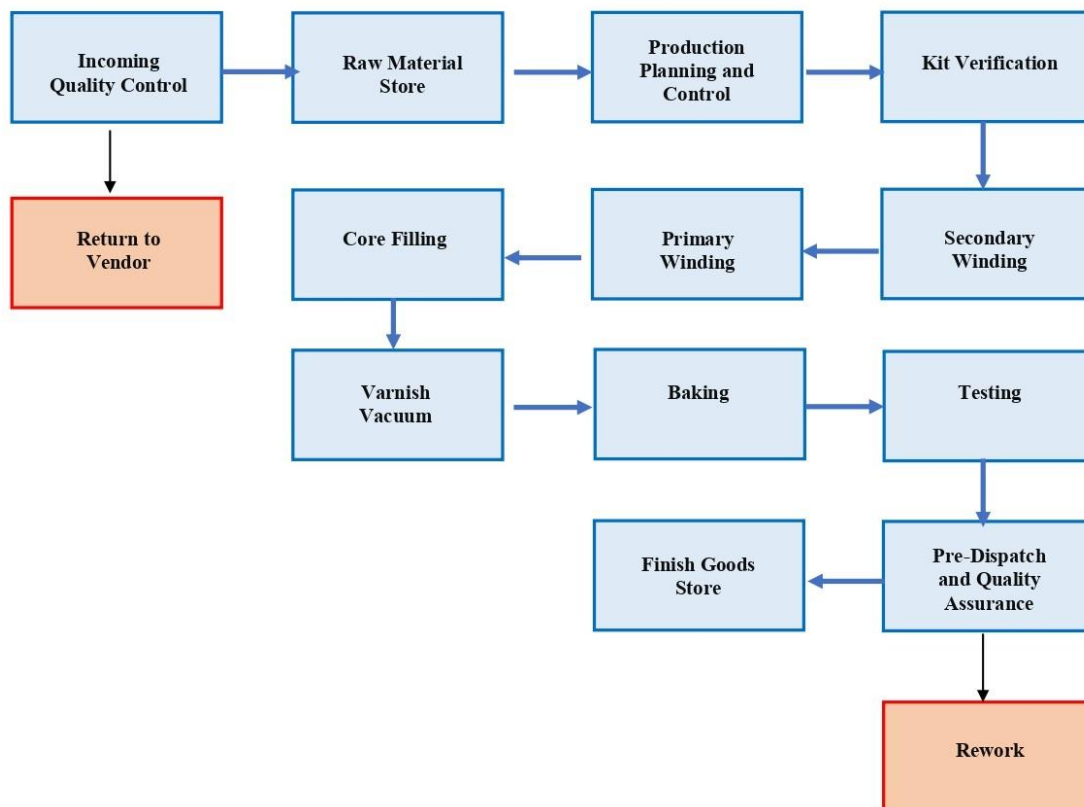 Incoming
Quality Control
Raw Material
Store
Production
Planning and
Control
Kit Verification
Return to
Vendor
Core Filling
Primary
Winding
Secondary
Winding
Varnish
Vacuum
Baking
Testing
Finish Goods
Store
Pre-Dispatch
and Quality
Assurance
Rework